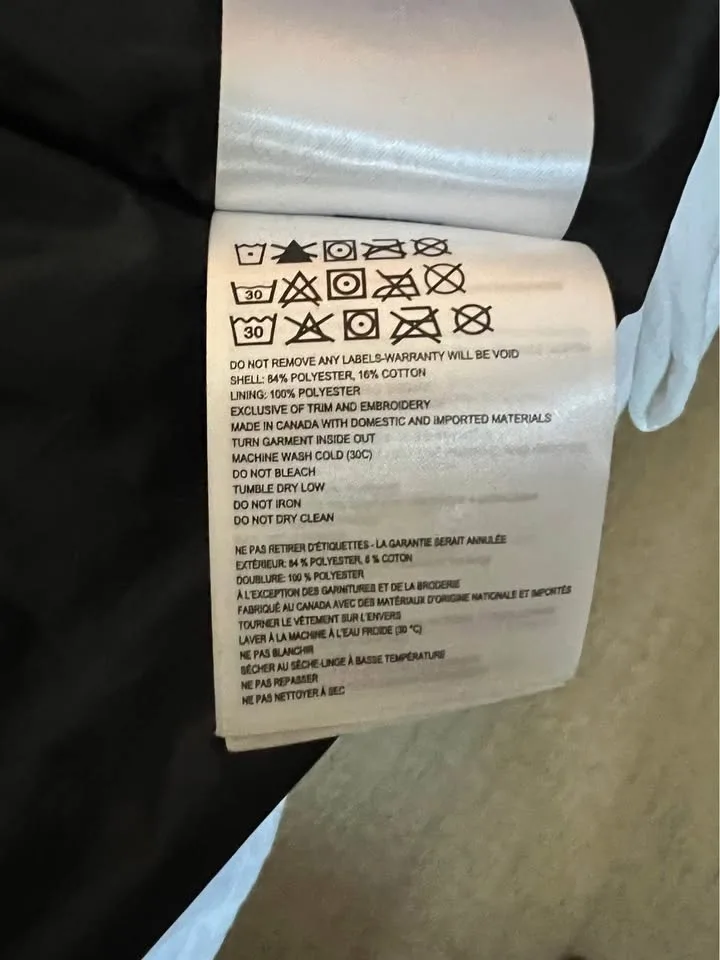 30
30
DO NOT REMOVE ANY LABELS-WARRANTY WILL BE VOID
SHELL: 84% POLYESTER, 16% COTTON
LINING: 100% POLYESTER
EXCLUSIVE OF TRIM AND EMBROIDERY
MADE IN CANADA WITH DOMESTIC AND IMPORTED MATERIALS
TURN GARMENT INSIDE OUT
MACHINE WASH COLD (30C)
DO NOT BLEACH
TUMBLE DRY LOW
DO NOT IRON
DO NOT DRY CLEAN
NE PAS RETIRER D'ÉTIQUETTES - LA GARANTIE SERAIT ANNULÉE
EXTÉRIEUR: 84 % POLYESTER, 6 % COTON
DOUBLURE: 100 % POLYESTER
À L'EXCEPTION DES GARNITURES ET DE LA BRODERIE
FABRIQUÉ AU CANADA AVEC DES MATÉRIAUX D'ORIGINE NATIONALE ET IMPORTÉS
TOURNER LE VÊTEMENT SUR L'ENVERS
LAVER À LA MACHINE À L'EAU FROIDE (30 °C)
NE PAS BLANCHIR
SÉCHER AU SÈCHE-LINGE À BASSE TEMPÉRATURE
NE PAS REPASSER
NE PAS NETTOYER À SEC